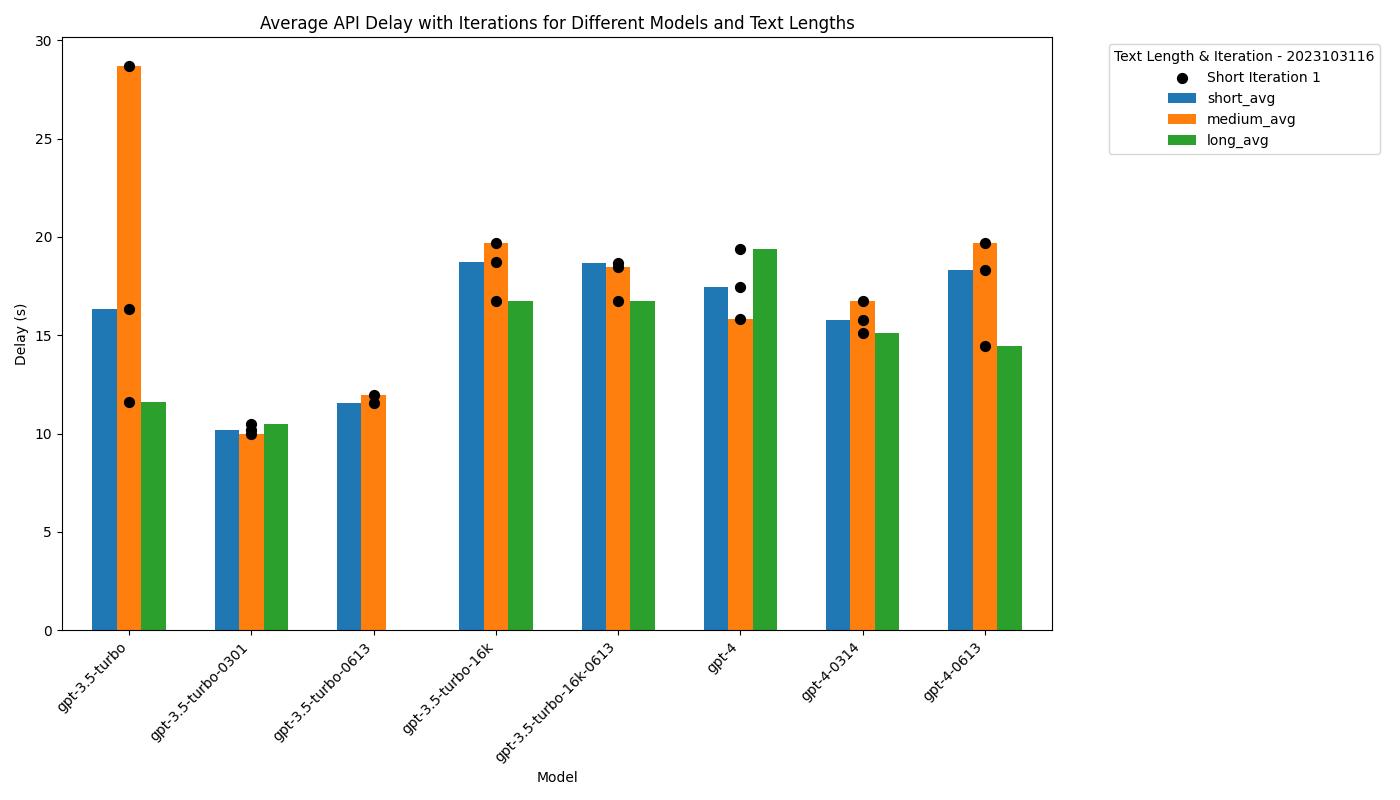 Average API Delay with Iterations for Different Models and Text Lengths
Text Length & Iteration - 2023103116
Short Iteration 1
short_avg
medium_avg
long_avg
30
25
20
15
10
5
0
Delay (s)
gpt-3.5-turbo
gpt-3.5-turbo-0301
gpt-3.5-turbo-0613
gpt-3.5-turbo-16k
gpt-3.5-turbo-16k-0613
gpt-4
gpt-4-0314
gpt-4-0613
Model